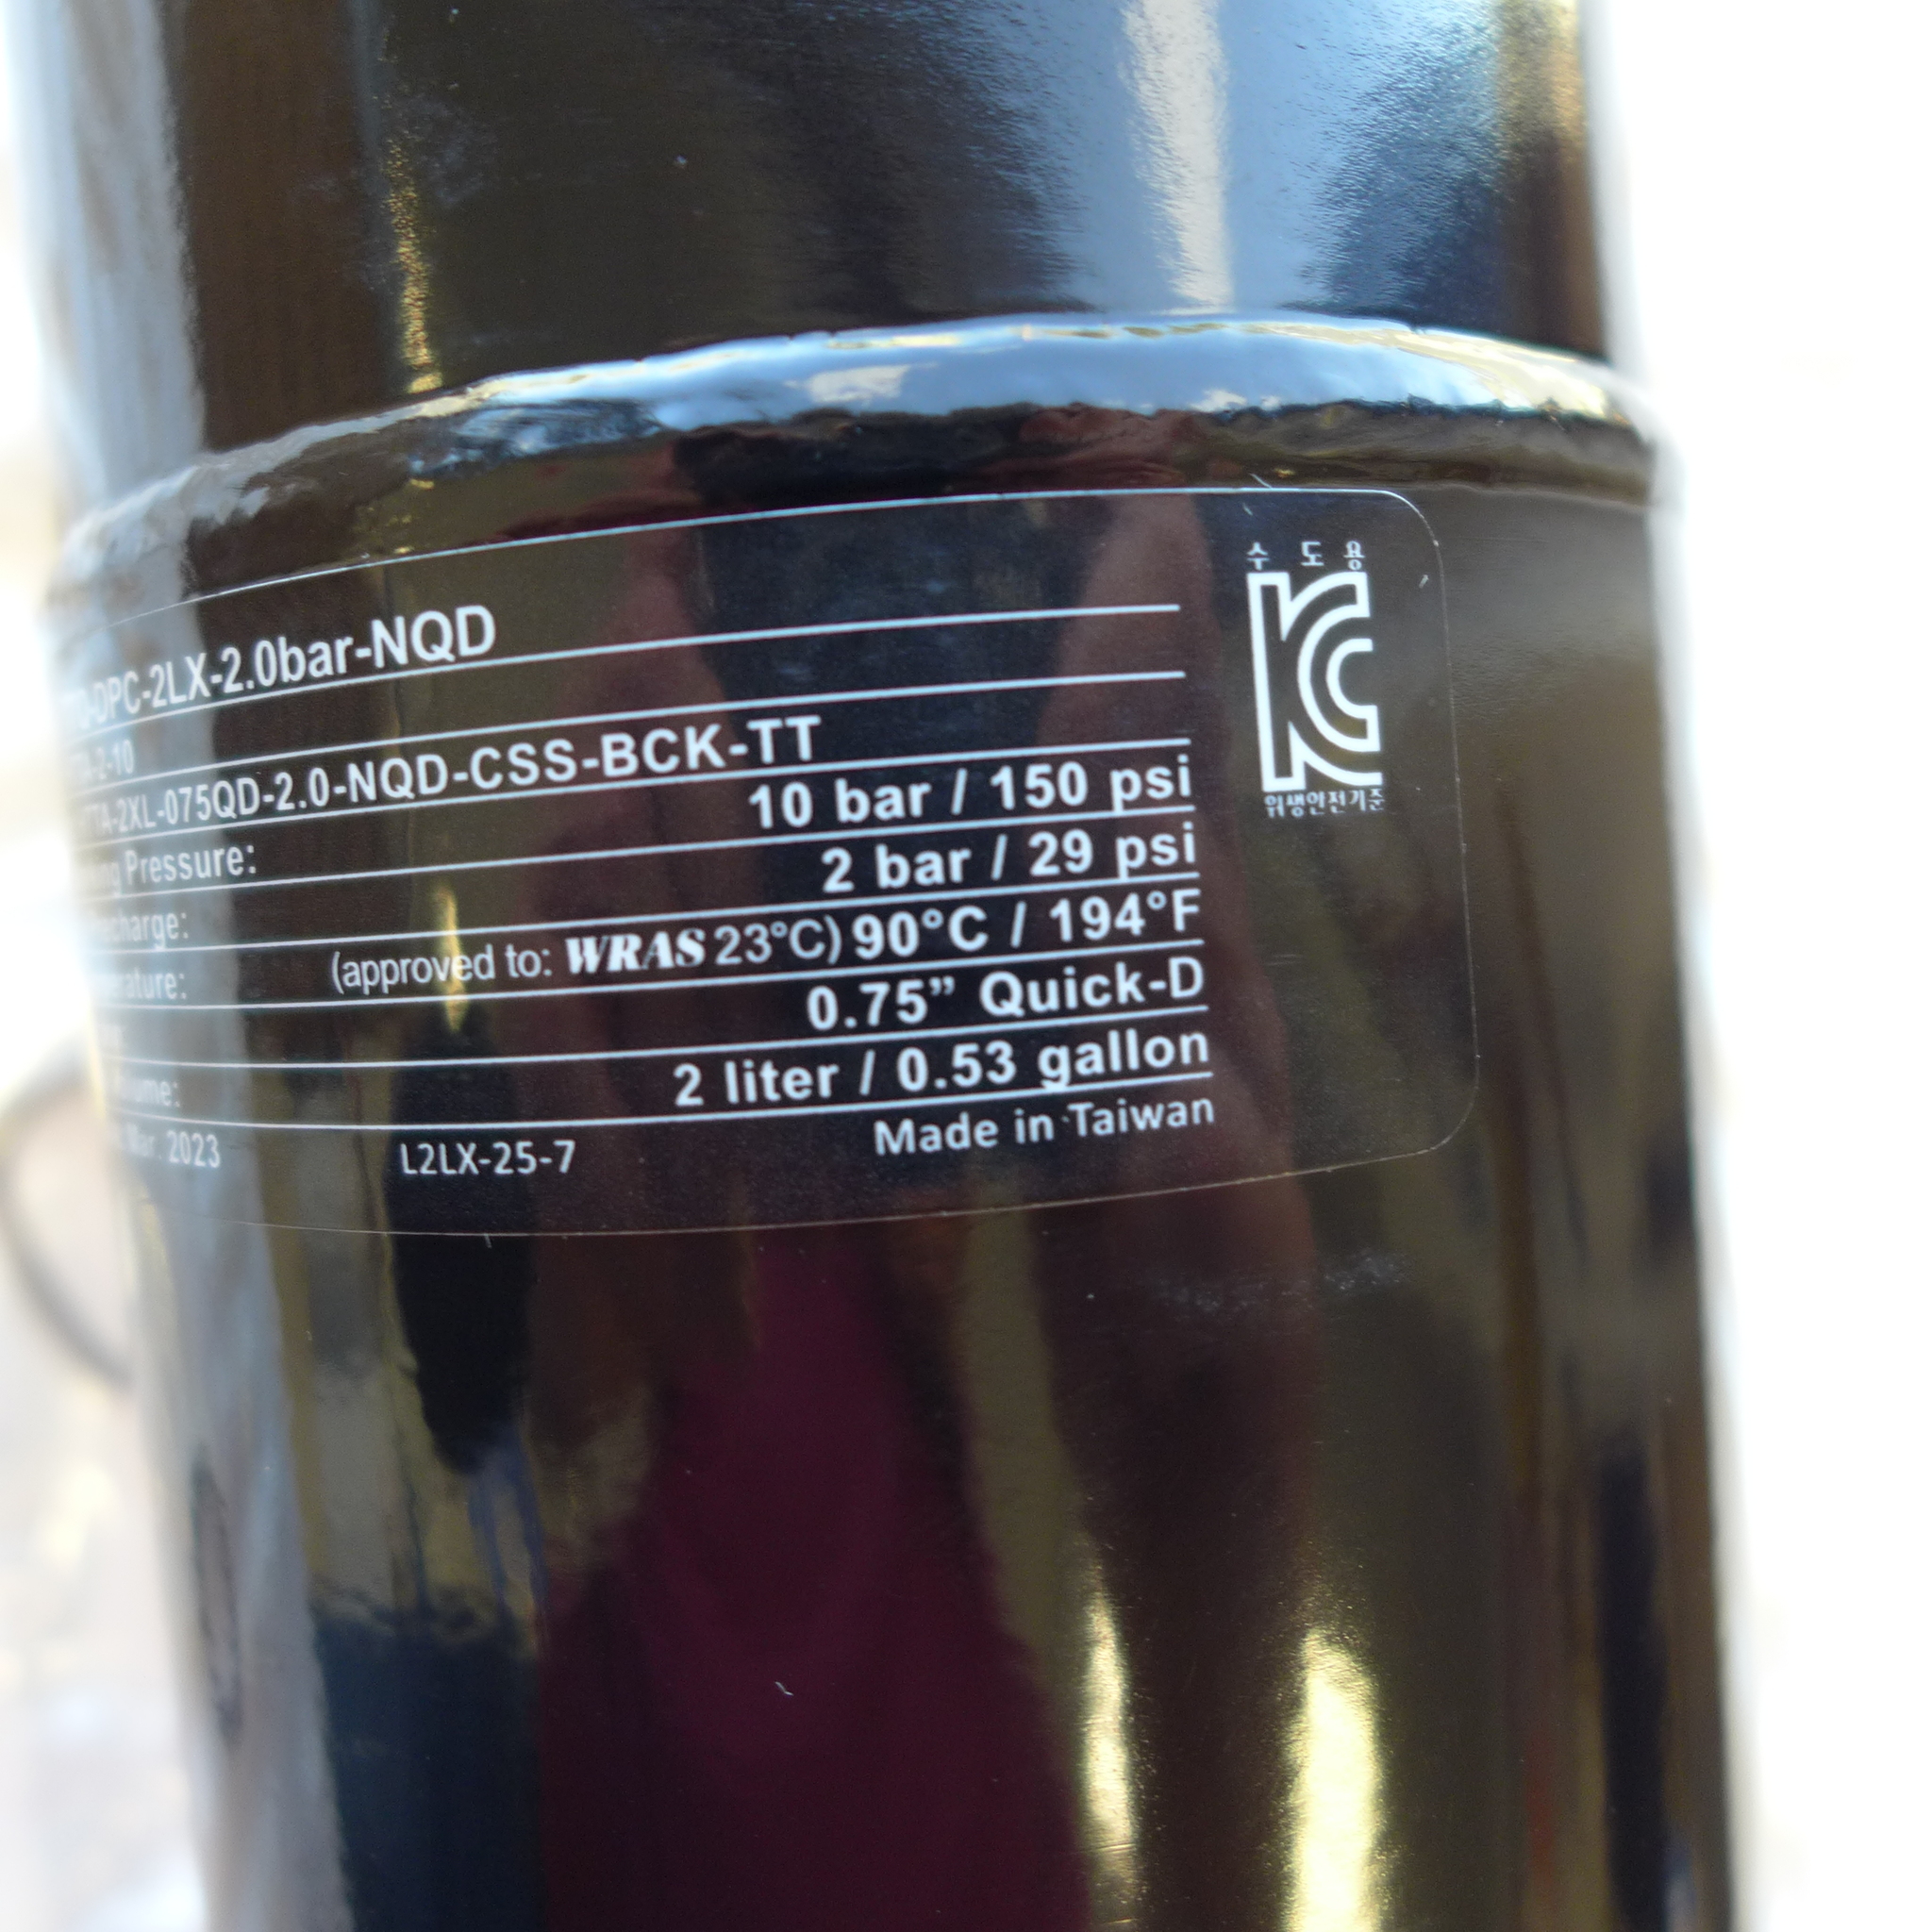 수도용
KC
위생안전기준
-DPC-2LX-2.0bar-NQD
-2-10
-2XL-075QD-2.0-NQD-CSS-BCK-TT
Pressure: 10 bar / 150 psi
2 bar / 29 psi
(approved to: WRAS 23°C) 90°C / 194°F
0.75” Quick-D
2 liter / 0.53 gallon
Mar. 2023 L2LX-25-7 Made in Taiwan